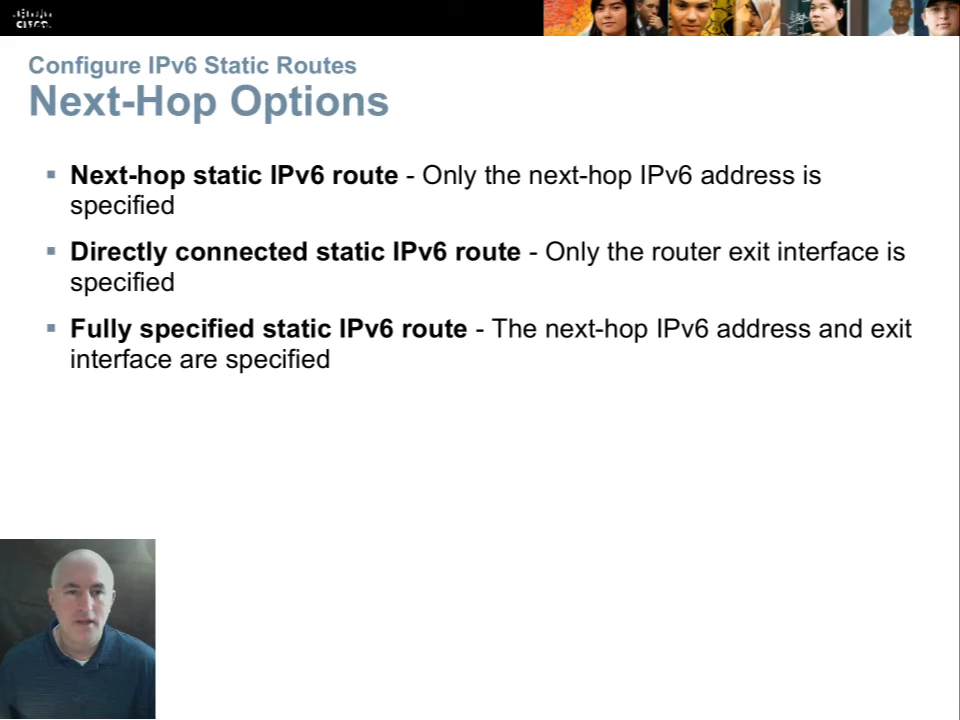 CISCO
Configure IPv6 Static Routes
Next-Hop Options
▪ Next-hop static IPv6 route - Only the next-hop IPv6 address is
specified
▪ Directly connected static IPv6 route - Only the router exit interface is
specified
▪ Fully specified static IPv6 route - The next-hop IPv6 address and exit
interface are specified